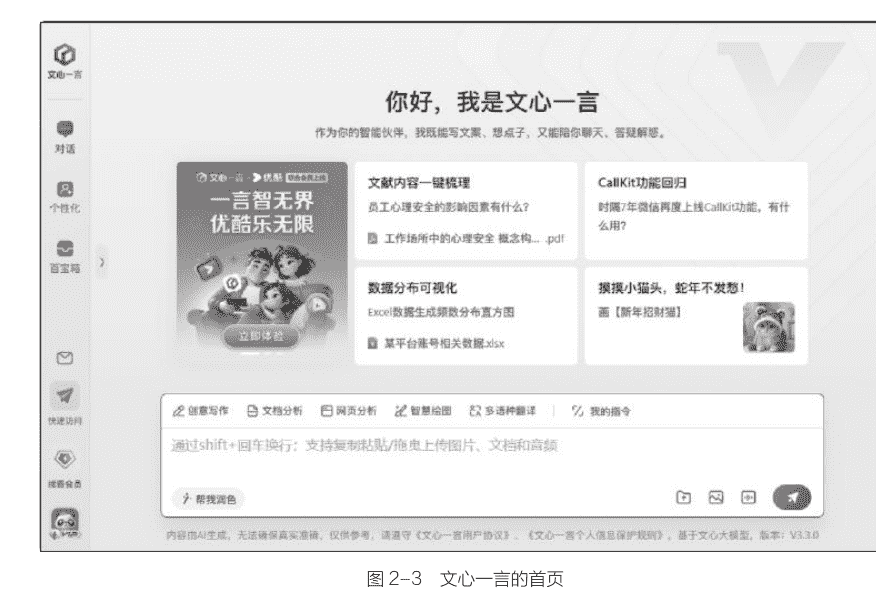 文心一言
对话
个性化
百宝箱
快速访问
你好，我是文心一言
作为你的智能伙伴，我既能写文案、想点子，又能陪你聊天、答疑解惑。
文心一言
优酷
一言智无界
优酷乐无限
立即体验
文献内容一键梳理
员工心理安全的影响因素有什么？
工作场所中的心理安全 概念构... .pdf
CallKit功能回归
时隔7年微信再度上线CallKit功能，有什
么用？
数据分布可视化
Excel数据生成频数分布直方图
某平台账号相关数据.xlsx
摸摸小猫头，蛇年不发愁！
画【新年招财猫】
创意写作 文档分析 网页分析 智慧绘图 多语种翻译 我的指令
通过shift+回车换行；支持复制粘贴/拖曳上传图片、文档和音频
帮我润色
内容由AI生成，无法确保真实准确，仅供参考，请遵守《文心一言用户协议》、《文心一言个人信息保护规则》，基于文心大模型，版本：V3.3.0
图 2-3 文心一言的首页